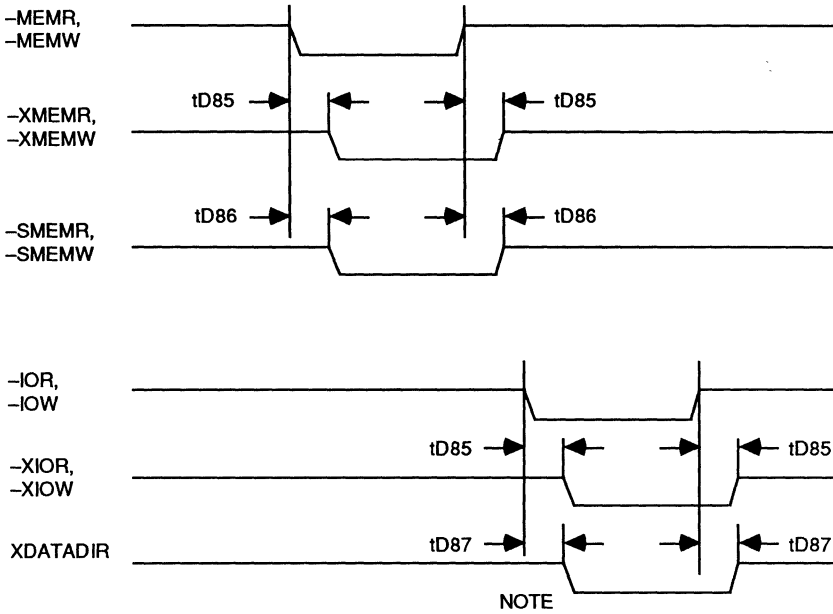 –MEMR,
–MEMW
tD85 tD85
–XMEMR,
–XMEMW
tD86 tD86
–SMEMR,
–SMEMW
–IOR,
–IOW
tD85 tD85
–XIOR,
–XIOW
tD87 tD87
XDATADIR
NOTE